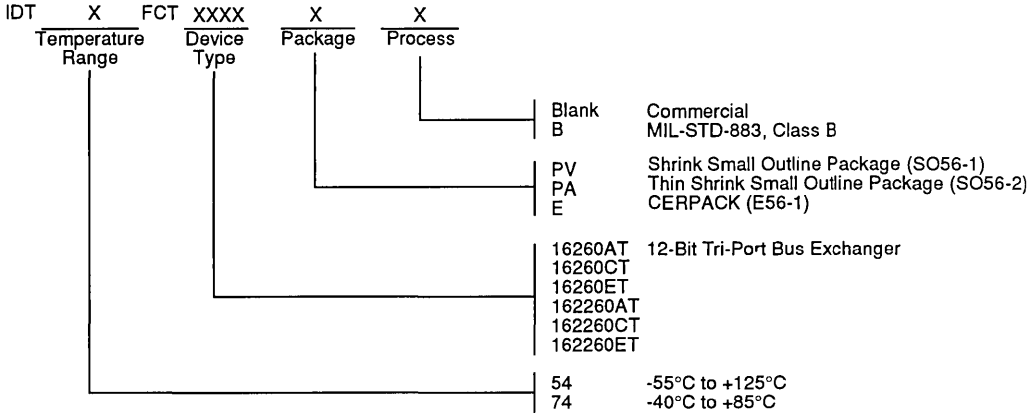 IDT X FCT XXXX X X
Temperature Range
Device Type
Package
Process
Blank Commercial
B MIL-STD-883, Class B
PV Shrink Small Outline Package (SO56-1)
PA Thin Shrink Small Outline Package (SO56-2)
E CERPACK (E56-1)
16260AT 12-Bit Tri-Port Bus Exchanger
16260CT
16260ET
162260AT
162260CT
162260ET
54 -55°C to +125°C
74 -40°C to +85°C